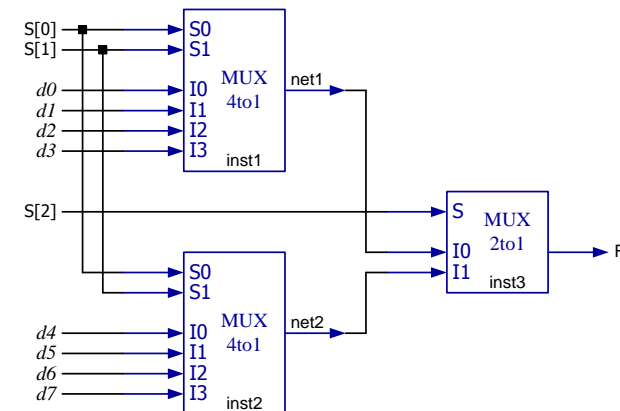 S[0] S0
S[1] S1
MUX
4to1
net1
d0 I0
d1 I1
d2 I2
d3 I3
inst1
S[2] S
MUX
2to1
I0
I1
inst3
F
S0
S1
MUX
4to1
net2
d4 I0
d5 I1
d6 I2
d7 I3
inst2